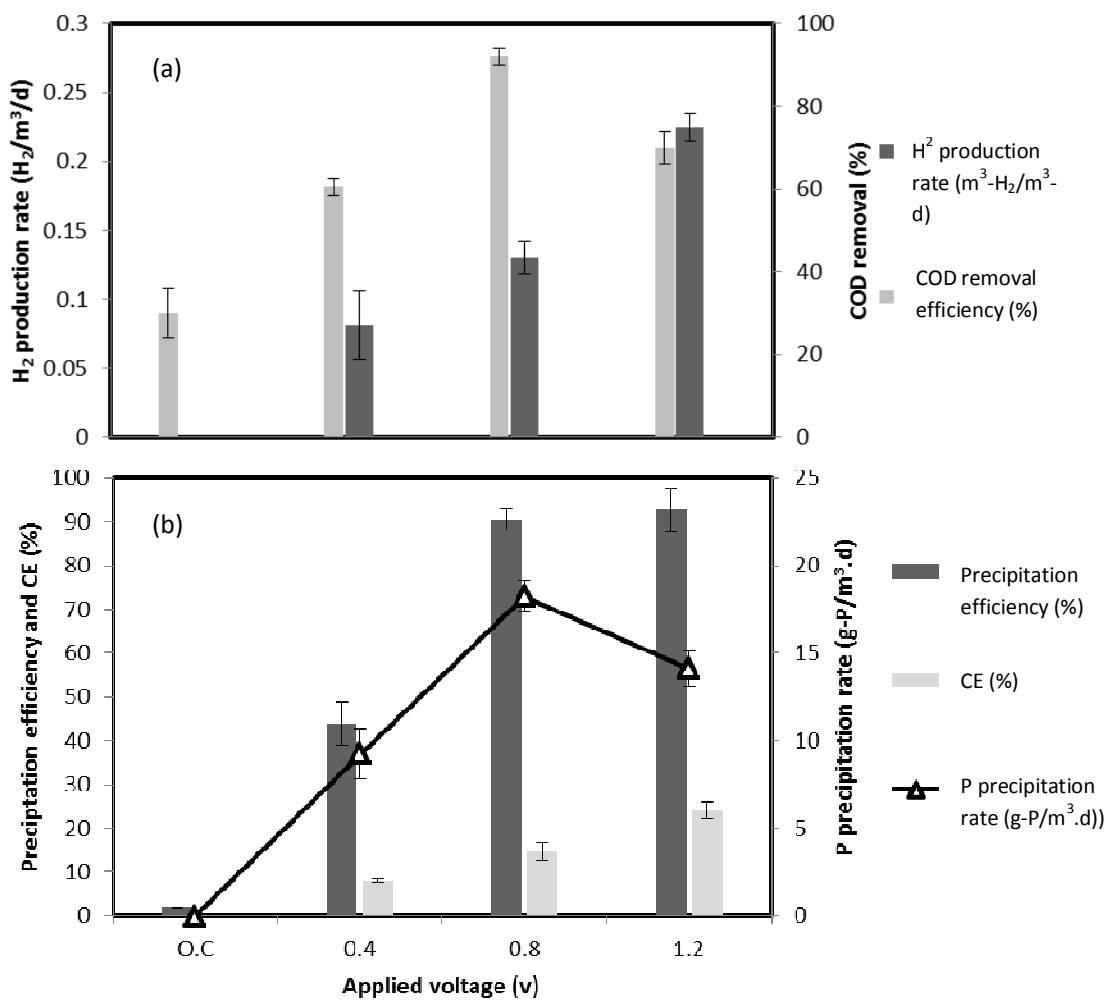 (a)
H₂ production rate (H₂/m³/d)
0.3
0.25
0.2
0.15
0.1
0.05
0
100
80
60
40
20
0
COD removal (%)
H² production
rate (m³-H₂/m³-
d)
COD removal
efficiency (%)
(b)
Preciptation efficiency and CE (%)
100
90
80
70
60
50
40
30
20
10
0
25
20
15
10
5
0
P precipitation rate (g-P/m³.d)
Precipitation
efficiency (%)
CE (%)
P precipitation
rate (g-P/m³.d))
O.C
0.4
0.8
1.2
Applied voltage (v)